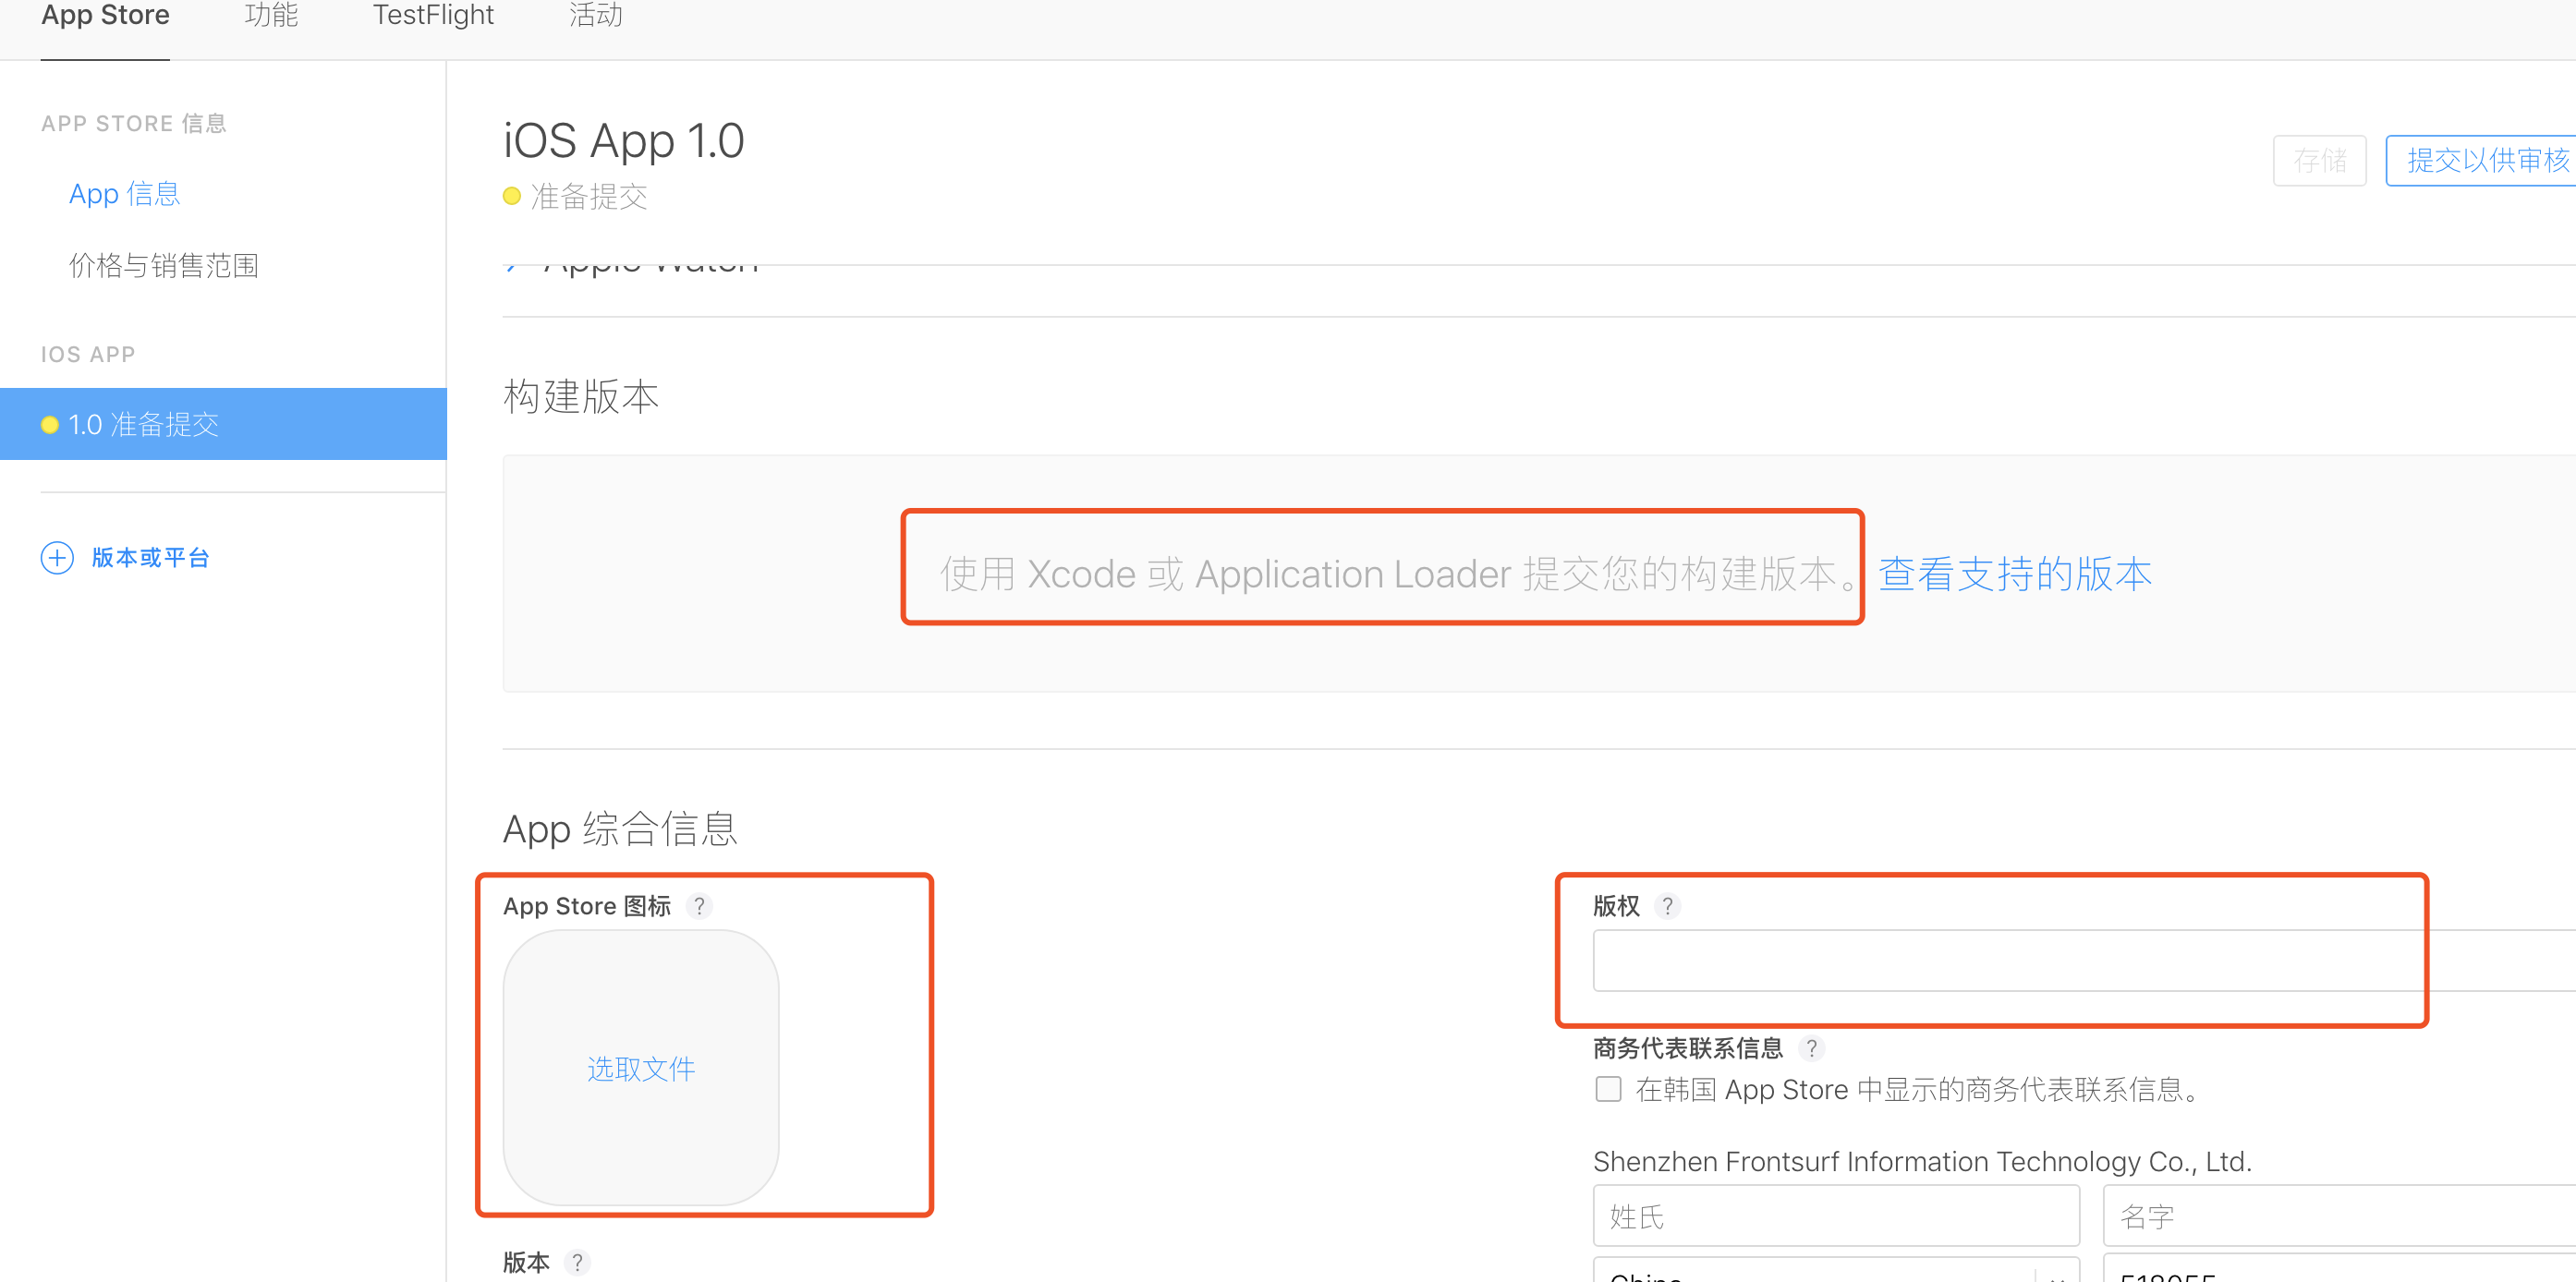 App Store 功能 TestFlight 活动
APP STORE 信息
App 信息
价格与销售范围
IOS APP
1.0 准备提交
版本或平台
iOS App 1.0
准备提交
存储 提交以供审核
Apple Watch
构建版本
使用 Xcode 或 Application Loader 提交您的构建版本。 查看支持的版本
App 综合信息
App Store 图标 ?
选取文件
版本 ?
版权 ?
商务代表联系信息 ?
在韩国 App Store 中显示的商务代表联系信息。
Shenzhen Frontsurf Information Technology Co., Ltd.
姓氏 名字
China 518055